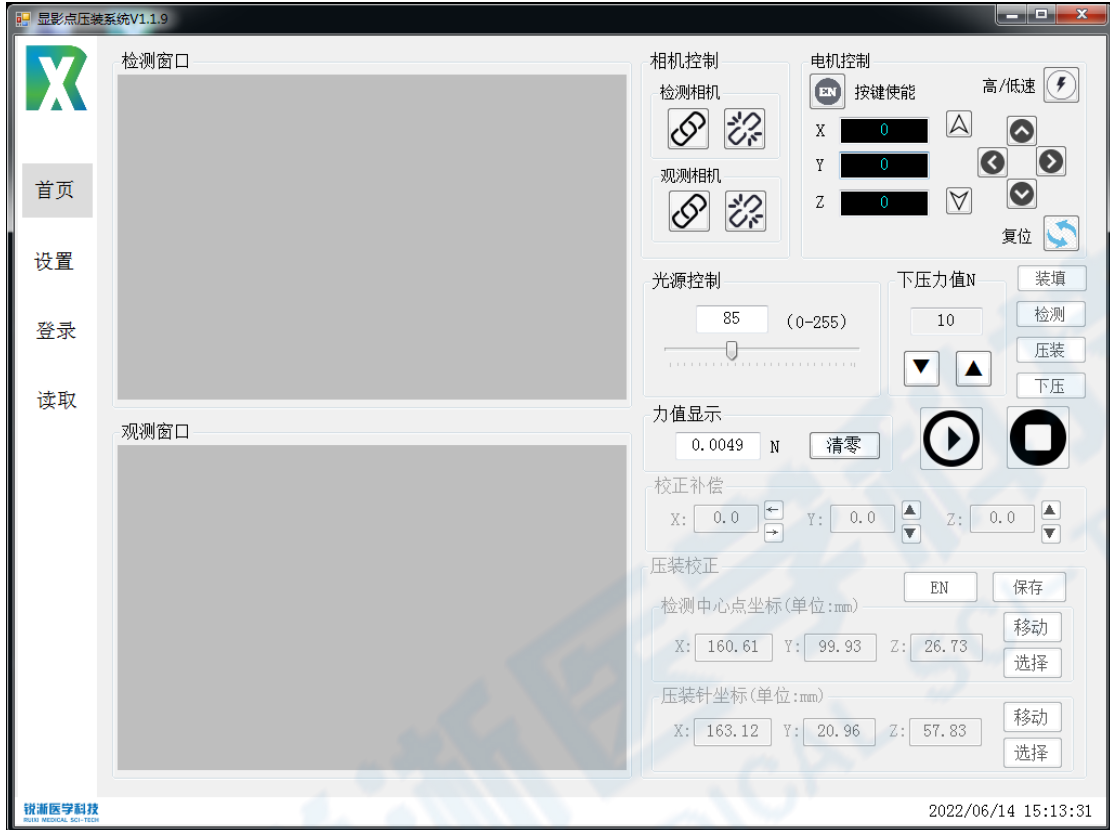 显影点压装系统V1.1.9
首页
设置
登录
读取
检测窗口
观测窗口
相机控制
检测相机
观测相机
电机控制
EN 按键使能 高/低速
X 0
Y 0
Z 0
复位
光源控制
85 (0-255)
下压力值N
10
装填
检测
压装
下压
力值显示
0.0049 N 清零
校正补偿
X: 0.0 ← → Y: 0.0 Z: 0.0
压装校正
EN 保存
检测中心点坐标(单位:mm)
X: 160.61 Y: 99.93 Z: 26.73
移动
选择
压装针坐标(单位:mm)
X: 163.12 Y: 20.96 Z: 57.83
移动
选择
锐浙医学科技
RUIXI MEDICAL SCI-TECH
2022/06/14 15:13:31